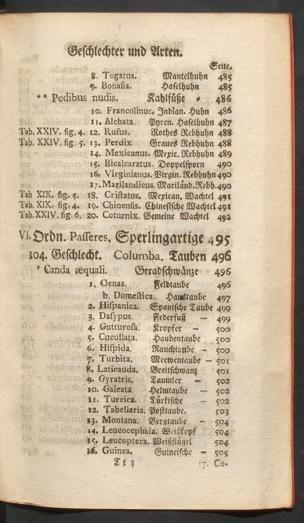 Geschlechter und Arten.
Seite.
8. Togatus. Mantelhuhn 485
9. Bonasia. Haselhuhn 485
** Pedibus nudis. Kahlfüße = 486
10. Francolinus. Indian. Huhn 486
11. Alchata. Pyren. Haselhuhn 487
Tab. XXIV. fig. 4. 12. Rufus. Rothes Rebhuhn 488
Tab. XXIV. fig. 5. 13. Perdix. Graues Rebhuhn 488
14. Mexicanus. Mexic. Rebhuhn 489
15. Bicalcaratus. Doppelsporn 490
16. Virginianus. Virgin. Rebhuhn 490
17. Marilandicus. Mariländ. Rebh. 490
Tab. XIX. fig. 5. 18. Cristatus. Mexican. Wachtel 491
Tab. XIX. fig. 4. 19. Chinensis. Chinesische Wachtel 491
Tab. XXIV. fig. 6. 20. Coturnix. Gemeine Wachtel 492
VI. Ordn. Passeres. Sperlingartige 495
104. Geschlecht. Columba. Tauben 496
* Canda æquali. Geradschwänze 496
1. Oenas. Feldtaube 496
b. Domestica. Haustaube 497
2. Hispanica. Spanische Taube 499
3. Dasypus. Federfuß — 499
4. Gutturosa. Kropfer — 500
5. Cucullata. Haubentaube 500
6. Hispida. Rauchtaube — 500
7. Turbita. Meewentaube — 501
8. Laticauda. Breitschwanz 501
9. Gyratris. Taumler — 502
10. Galeata. Helmtaube — 502
11. Turcica. Türkische — 502
12. Tabellaria. Posttaube. 503
13. Montana. Bergtaube — 504
14. Leucocephala. Weißkopf 504
15. Leucoptera. Weißflügel 504
16. Guinea. Guineische — 505
Tt 3 17. Co-